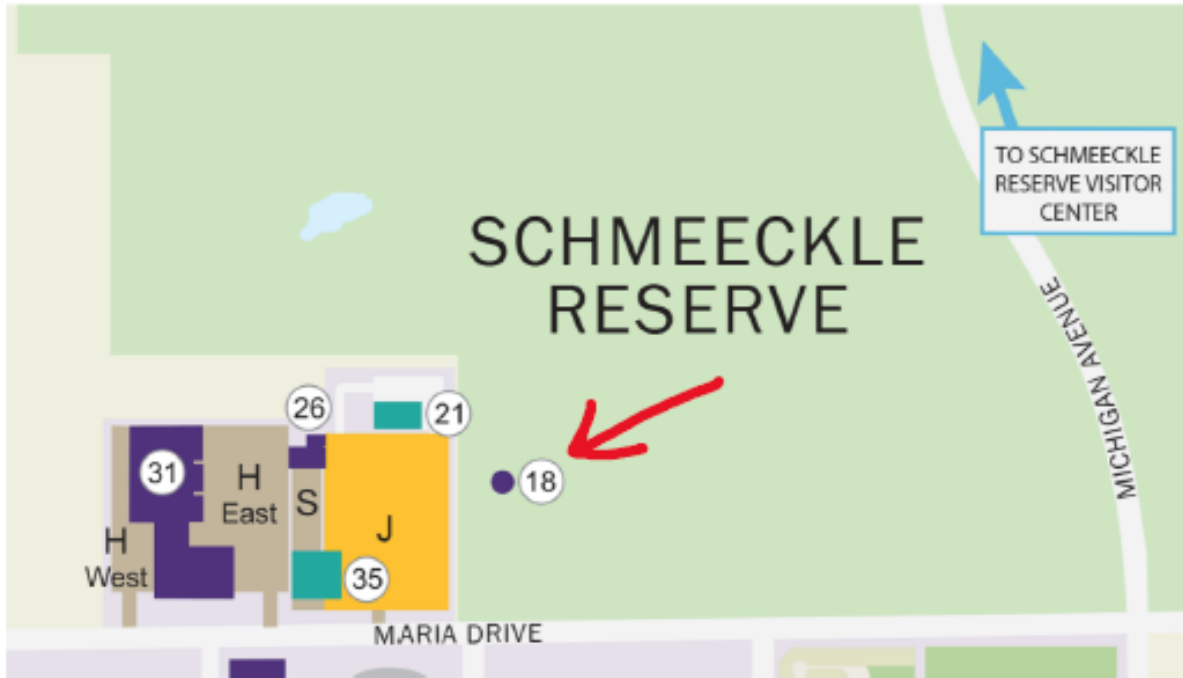 TO SCHMEECKLE
RESERVE VISITOR
CENTER
SCHMEECKLE
RESERVE
MICHIGAN AVENUE
26
21
31
H
East
S
J
18
H
West
35
MARIA DRIVE